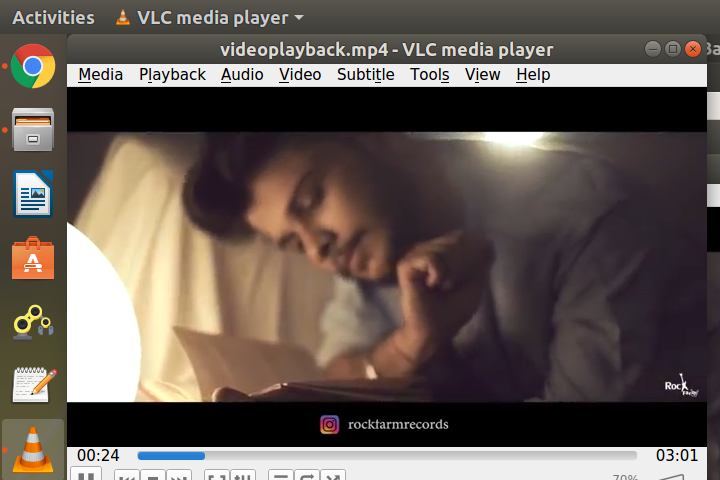 Activities VLC media player
videoplayback.mp4 - VLC media player
Media Playback Audio Video Subtitle Tools View Help
Rock
rockfarmrecords
00:24 03:01
70%